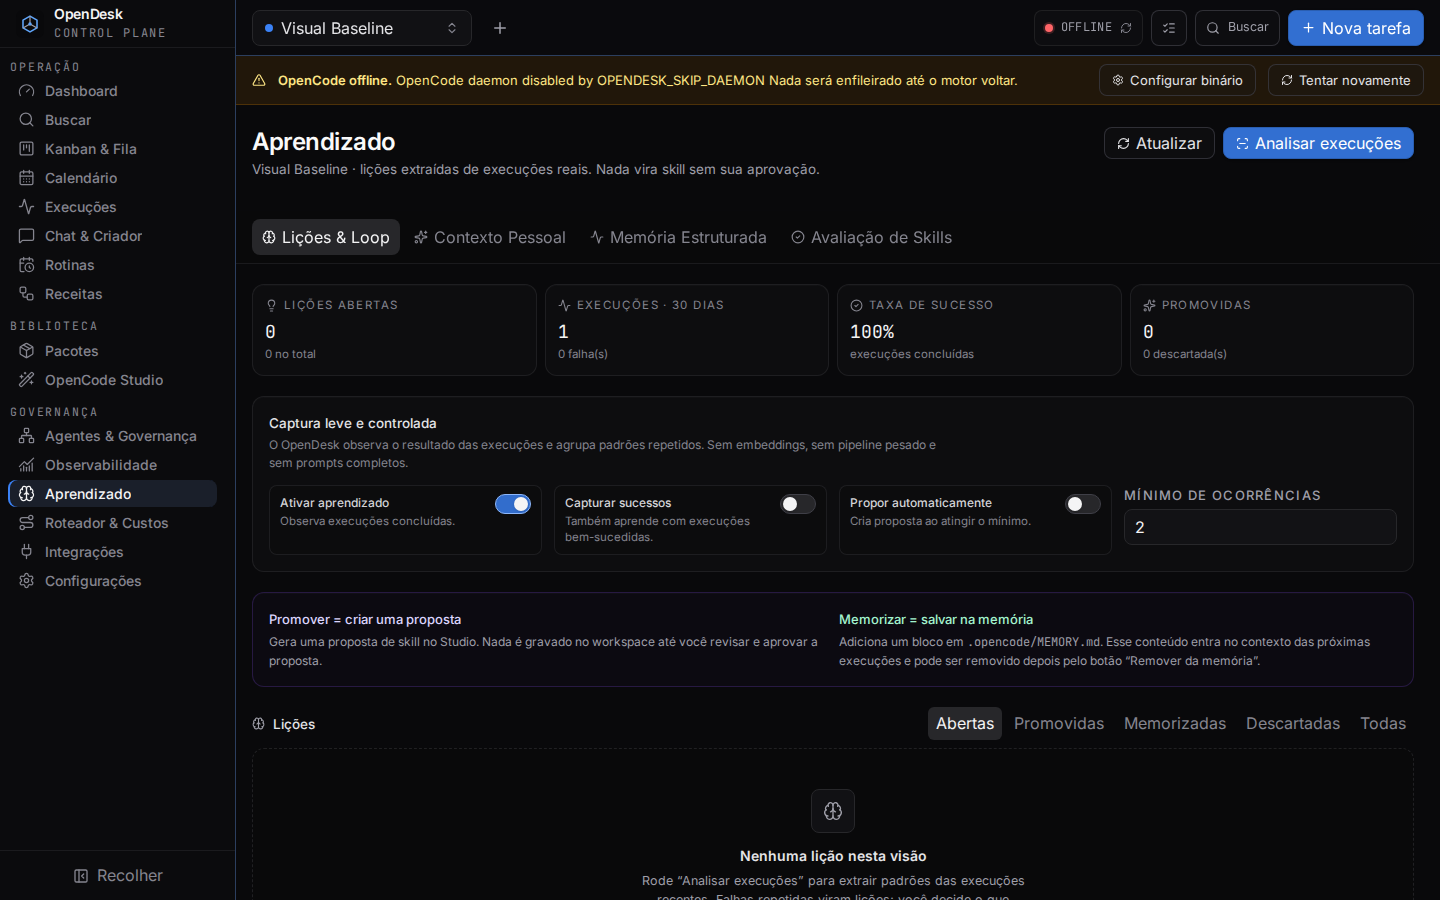 OpenDesk
CONTROL PLANE
OPERAÇÃO
Dashboard
Buscar
Kanban & Fila
Calendário
Execuções
Chat & Criador
Rotinas
Receitas
BIBLIOTECA
Pacotes
OpenCode Studio
GOVERNANÇA
Agentes & Governança
Observabilidade
Aprendizado
Roteador & Custos
Integrações
Configurações
Recolher
Visual Baseline
OFFLINE
Buscar
Nova tarefa
OpenCode offline. OpenCode daemon disabled by OPENDESK_SKIP_DAEMON Nada será enfileirado até o motor voltar.
Configurar binário
Tentar novamente
Aprendizado
Visual Baseline · lições extraídas de execuções reais. Nada vira skill sem sua aprovação.
Atualizar
Analisar execuções
Lições & Loop
Contexto Pessoal
Memória Estruturada
Avaliação de Skills
LIÇÕES ABERTAS
0
0 no total
EXECUÇÕES · 30 DIAS
1
0 falha(s)
TAXA DE SUCESSO
100%
execuções concluídas
PROMOVIDAS
0
0 descartada(s)
Captura leve e controlada
O OpenDesk observa o resultado das execuções e agrupa padrões repetidos. Sem embeddings, sem pipeline pesado e
sem prompts completos.
Ativar aprendizado
Observa execuções concluídas.
Capturar sucessos
Também aprende com execuções
bem-sucedidas.
Propor automaticamente
Cria proposta ao atingir o mínimo.
MÍNIMO DE OCORRÊNCIAS
2
Promover = criar uma proposta
Gera uma proposta de skill no Studio. Nada é gravado no workspace até você revisar e aprovar a
proposta.
Memorizar = salvar na memória
Adiciona um bloco em .opencode/MEMORY.md. Esse conteúdo entra no contexto das próximas
execuções e pode ser removido depois pelo botão “Remover da memória”.
Lições
Abertas
Promovidas
Memorizadas
Descartadas
Todas
Nenhuma lição nesta visão
Rode “Analisar execuções” para extrair padrões das execuções
recentes. Falhas repetidas viram lições; você decide o que